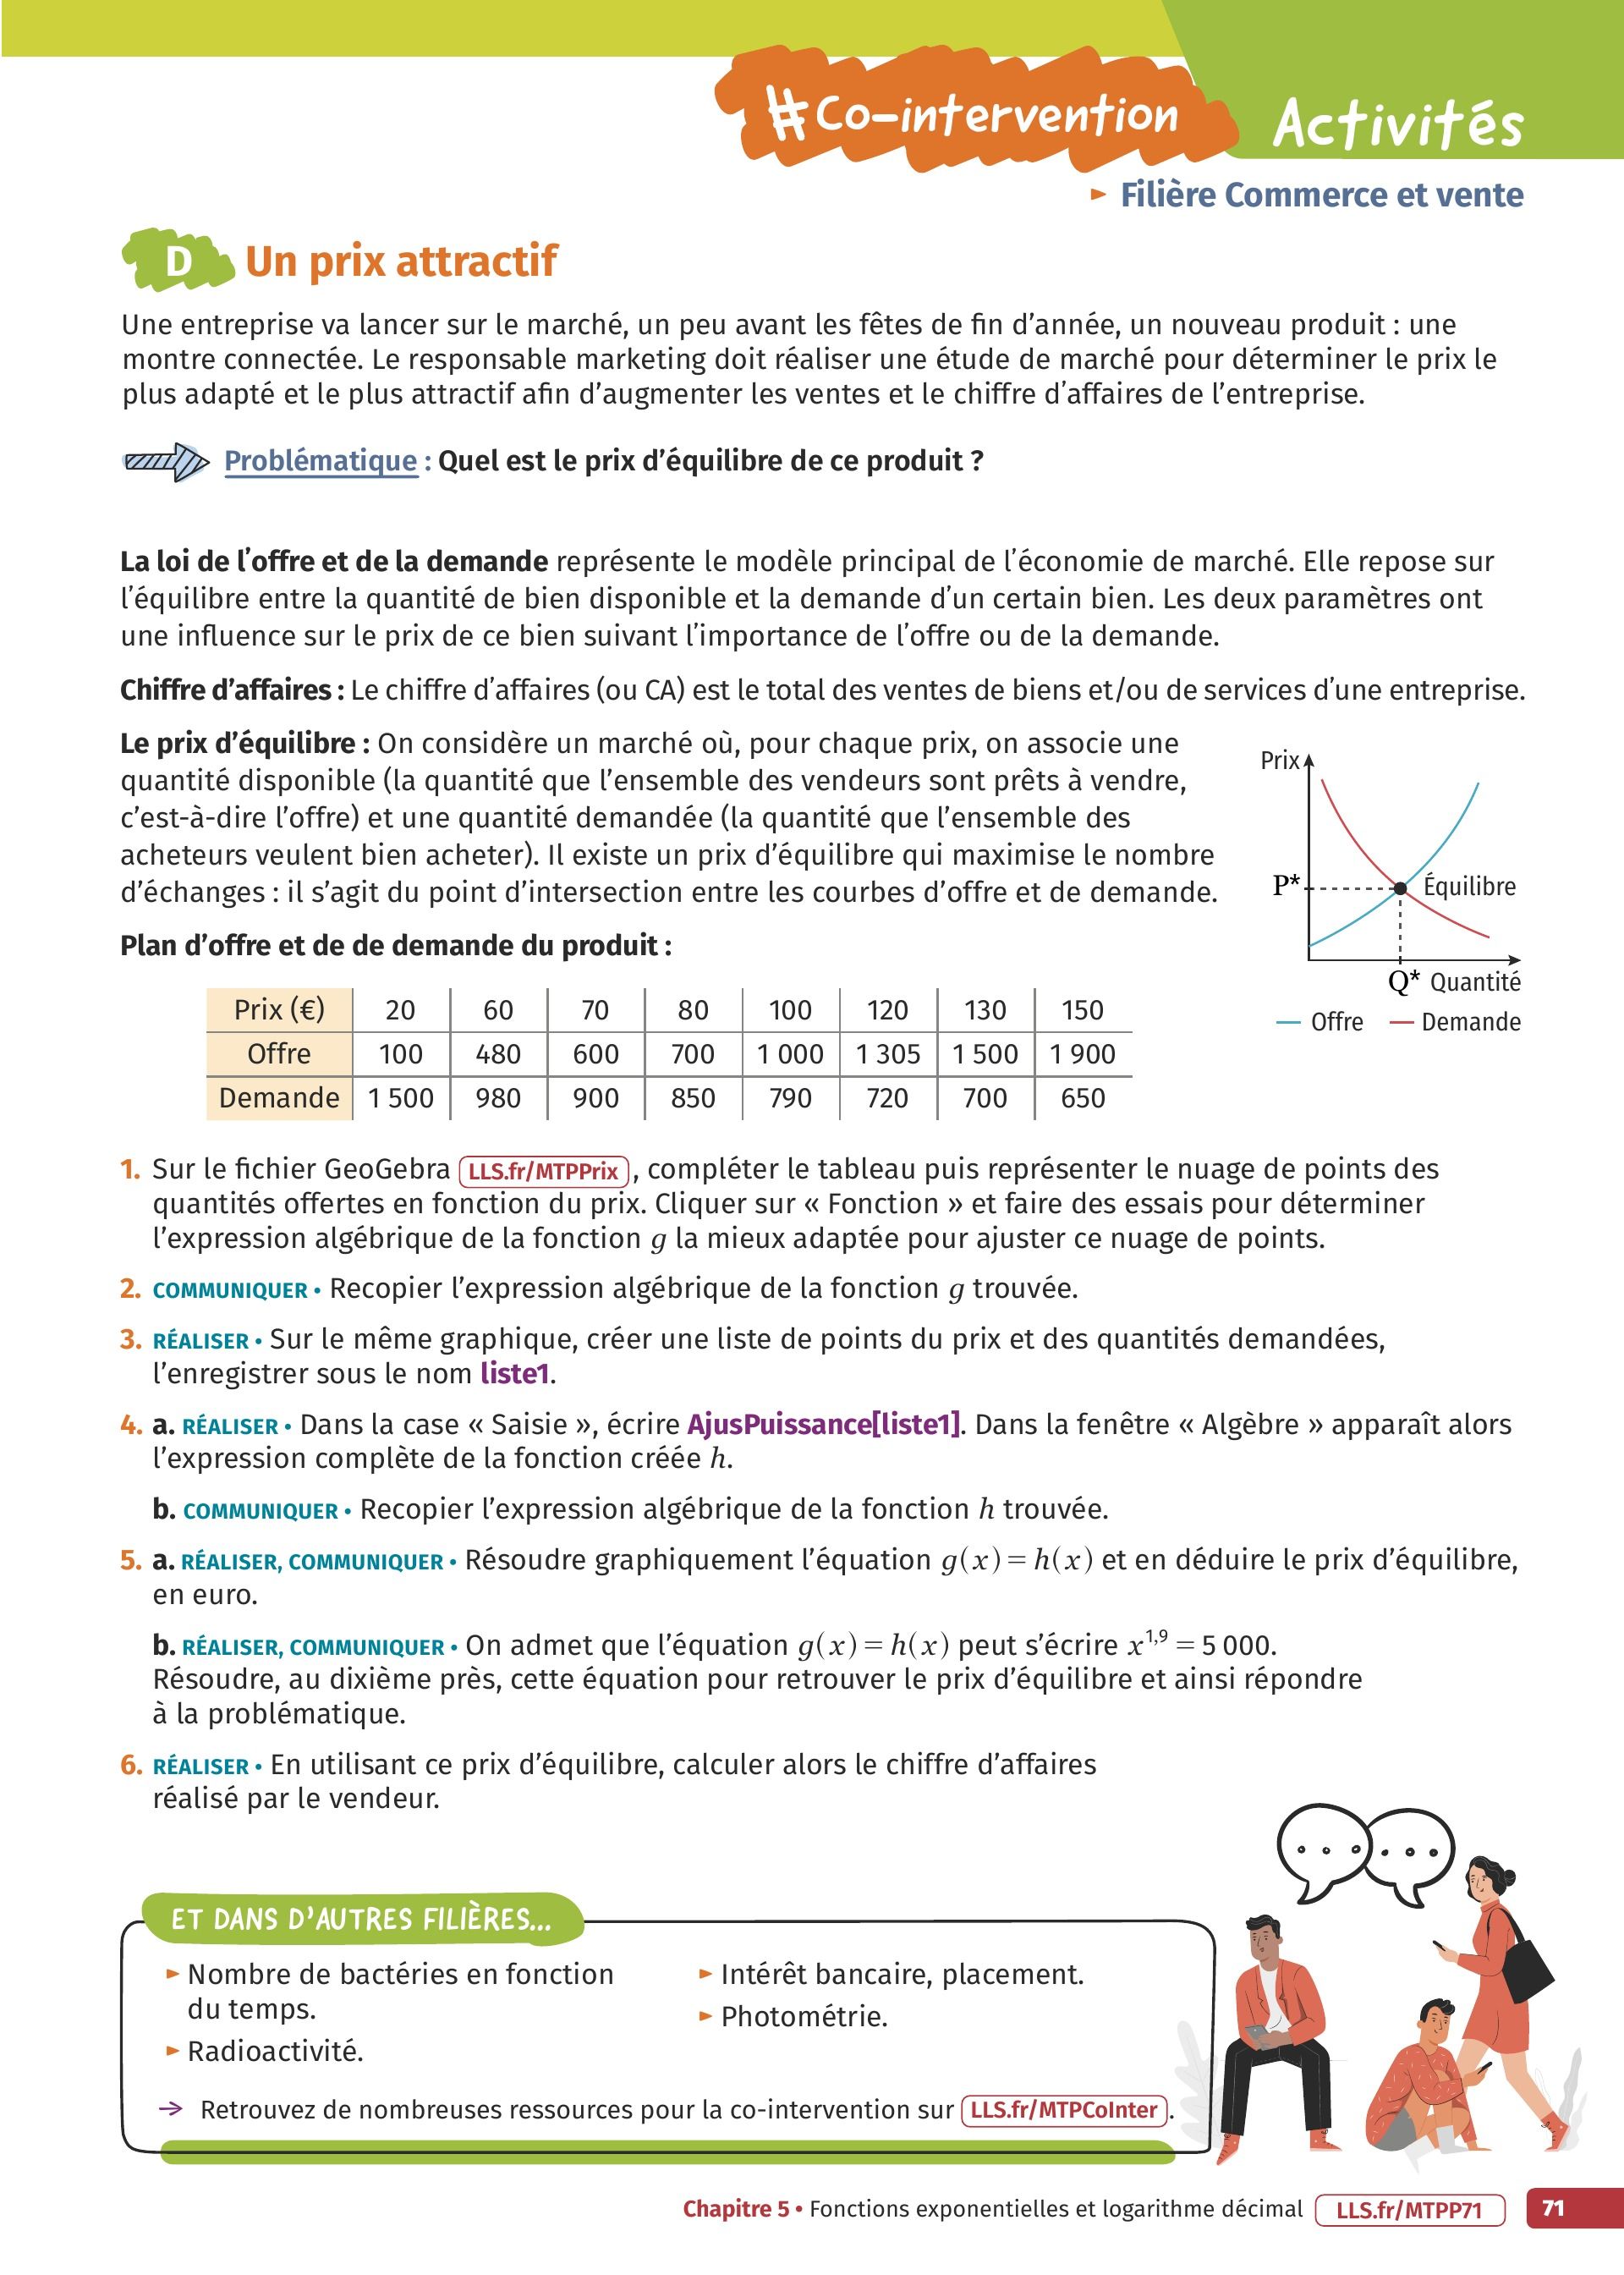 #Co-intervention
Activités
► Filière Commerce et vente
D Un prix attractif
Une entreprise va lancer sur le marché, un peu avant les fêtes de fin d’année, un nouveau produit : une
montre connectée. Le responsable marketing doit réaliser une étude de marché pour déterminer le prix le
plus adapté et le plus attractif afin d’augmenter les ventes et le chiffre d’affaires de l’entreprise.
Problématique : Quel est le prix d’équilibre de ce produit ?
La loi de l’offre et de la demande représente le modèle principal de l’économie de marché. Elle repose sur
l’équilibre entre la quantité de bien disponible et la demande d’un certain bien. Les deux paramètres ont
une influence sur le prix de ce bien suivant l’importance de l’offre ou de la demande.
Chiffre d’affaires : Le chiffre d’affaires (ou CA) est le total des ventes de biens et/ou de services d’une entreprise.
Le prix d’équilibre : On considère un marché où, pour chaque prix, on associe une
quantité disponible (la quantité que l’ensemble des vendeurs sont prêts à vendre,
c’est-à-dire l’offre) et une quantité demandée (la quantité que l’ensemble des
acheteurs veulent bien acheter). Il existe un prix d’équilibre qui maximise le nombre
d’échanges : il s’agit du point d’intersection entre les courbes d’offre et de demande.
Prix
P*
Équilibre
Q* Quantité
Offre Demande
Plan d’offre et de de demande du produit :
Prix (€) 20 60 70 80 100 120 130 150
Offre 100 480 600 700 1 000 1 305 1 500 1 900
Demande 1 500 980 900 850 790 720 700 650
1. Sur le fichier GeoGebra LLS.fr/MTPPrix , compléter le tableau puis représenter le nuage de points des
quantités offertes en fonction du prix. Cliquer sur « Fonction » et faire des essais pour déterminer
l’expression algébrique de la fonction g la mieux adaptée pour ajuster ce nuage de points.
2. COMMUNIQUER • Recopier l’expression algébrique de la fonction g trouvée.
3. RÉALISER • Sur le même graphique, créer une liste de points du prix et des quantités demandées,
l’enregistrer sous le nom liste1.
4. a. RÉALISER • Dans la case « Saisie », écrire AjusPuissance[liste1]. Dans la fenêtre « Algèbre » apparaît alors
l’expression complète de la fonction créée h.
b. COMMUNIQUER • Recopier l’expression algébrique de la fonction h trouvée.
5. a. RÉALISER, COMMUNIQUER • Résoudre graphiquement l’équation g(x) = h(x) et en déduire le prix d’équilibre,
en euro.
b. RÉALISER, COMMUNIQUER • On admet que l’équation g(x) = h(x) peut s’écrire x^1,9 = 5 000.
Résoudre, au dixième près, cette équation pour retrouver le prix d’équilibre et ainsi répondre
à la problématique.
6. RÉALISER • En utilisant ce prix d’équilibre, calculer alors le chiffre d’affaires
réalisé par le vendeur.
ET DANS D’AUTRES FILIÈRES...
► Nombre de bactéries en fonction
du temps.
► Radioactivité.
► Intérêt bancaire, placement.
► Photométrie.
→ Retrouvez de nombreuses ressources pour la co-intervention sur LLS.fr/MTPCoInter .
Chapitre 5 • Fonctions exponentielles et logarithme décimal LLS.fr/MTPP71 71